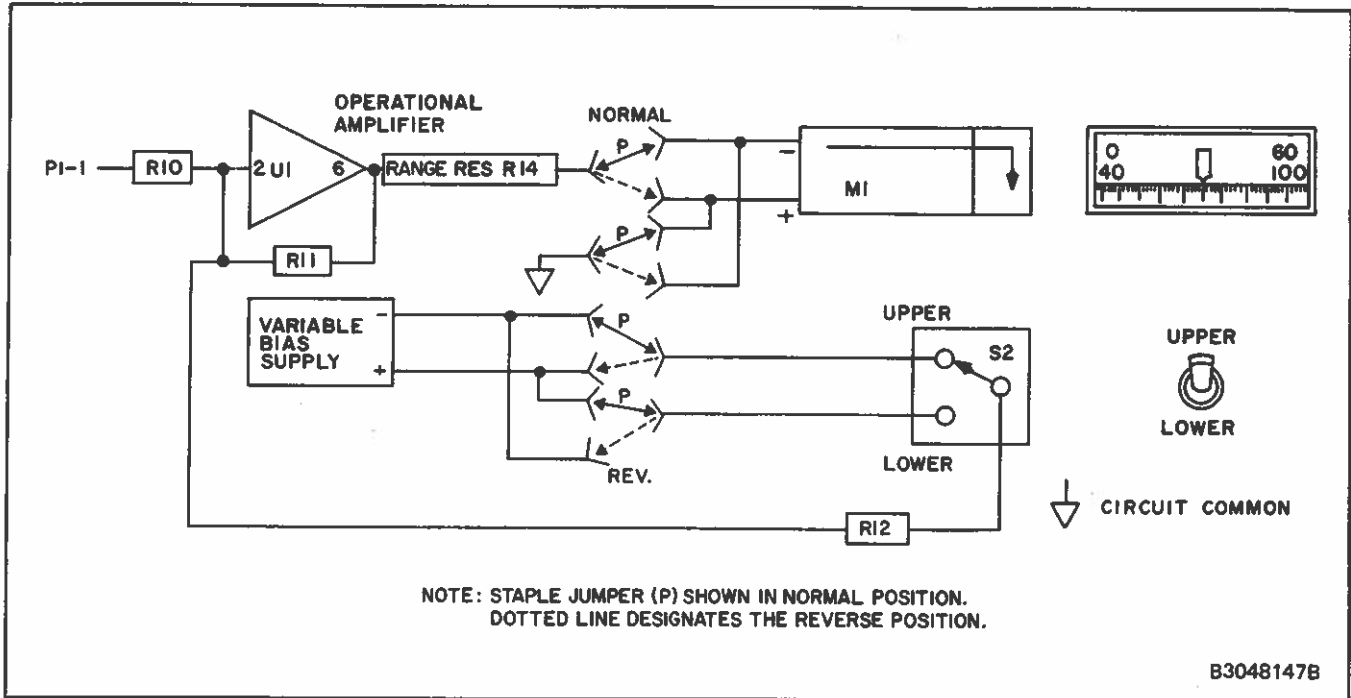 OPERATIONAL
AMPLIFIER
NORMAL
P
P1-1
R10
2 U1 6
RANGE RES R14
-
M1
+
0 60
40 100
P
R11
VARIABLE
BIAS
SUPPLY
-
+
P
P
REV.
UPPER
S2
LOWER
UPPER
LOWER
R12
CIRCUIT COMMON
NOTE: STAPLE JUMPER (P) SHOWN IN NORMAL POSITION.
DOTTED LINE DESIGNATES THE REVERSE POSITION.
B3048147B